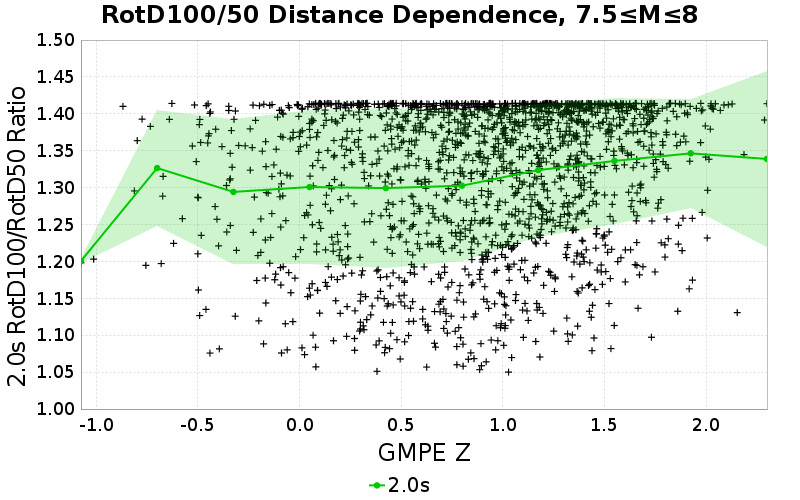 RotD100/50 Distance Dependence, 7.5≤M≤8
2.0s RotD100/RotD50 Ratio
1.50
1.45
1.40
1.35
1.30
1.25
1.20
1.15
1.10
1.05
1.00
-1.0 -0.5 0.0 0.5 1.0 1.5 2.0
GMPE Z
2.0s